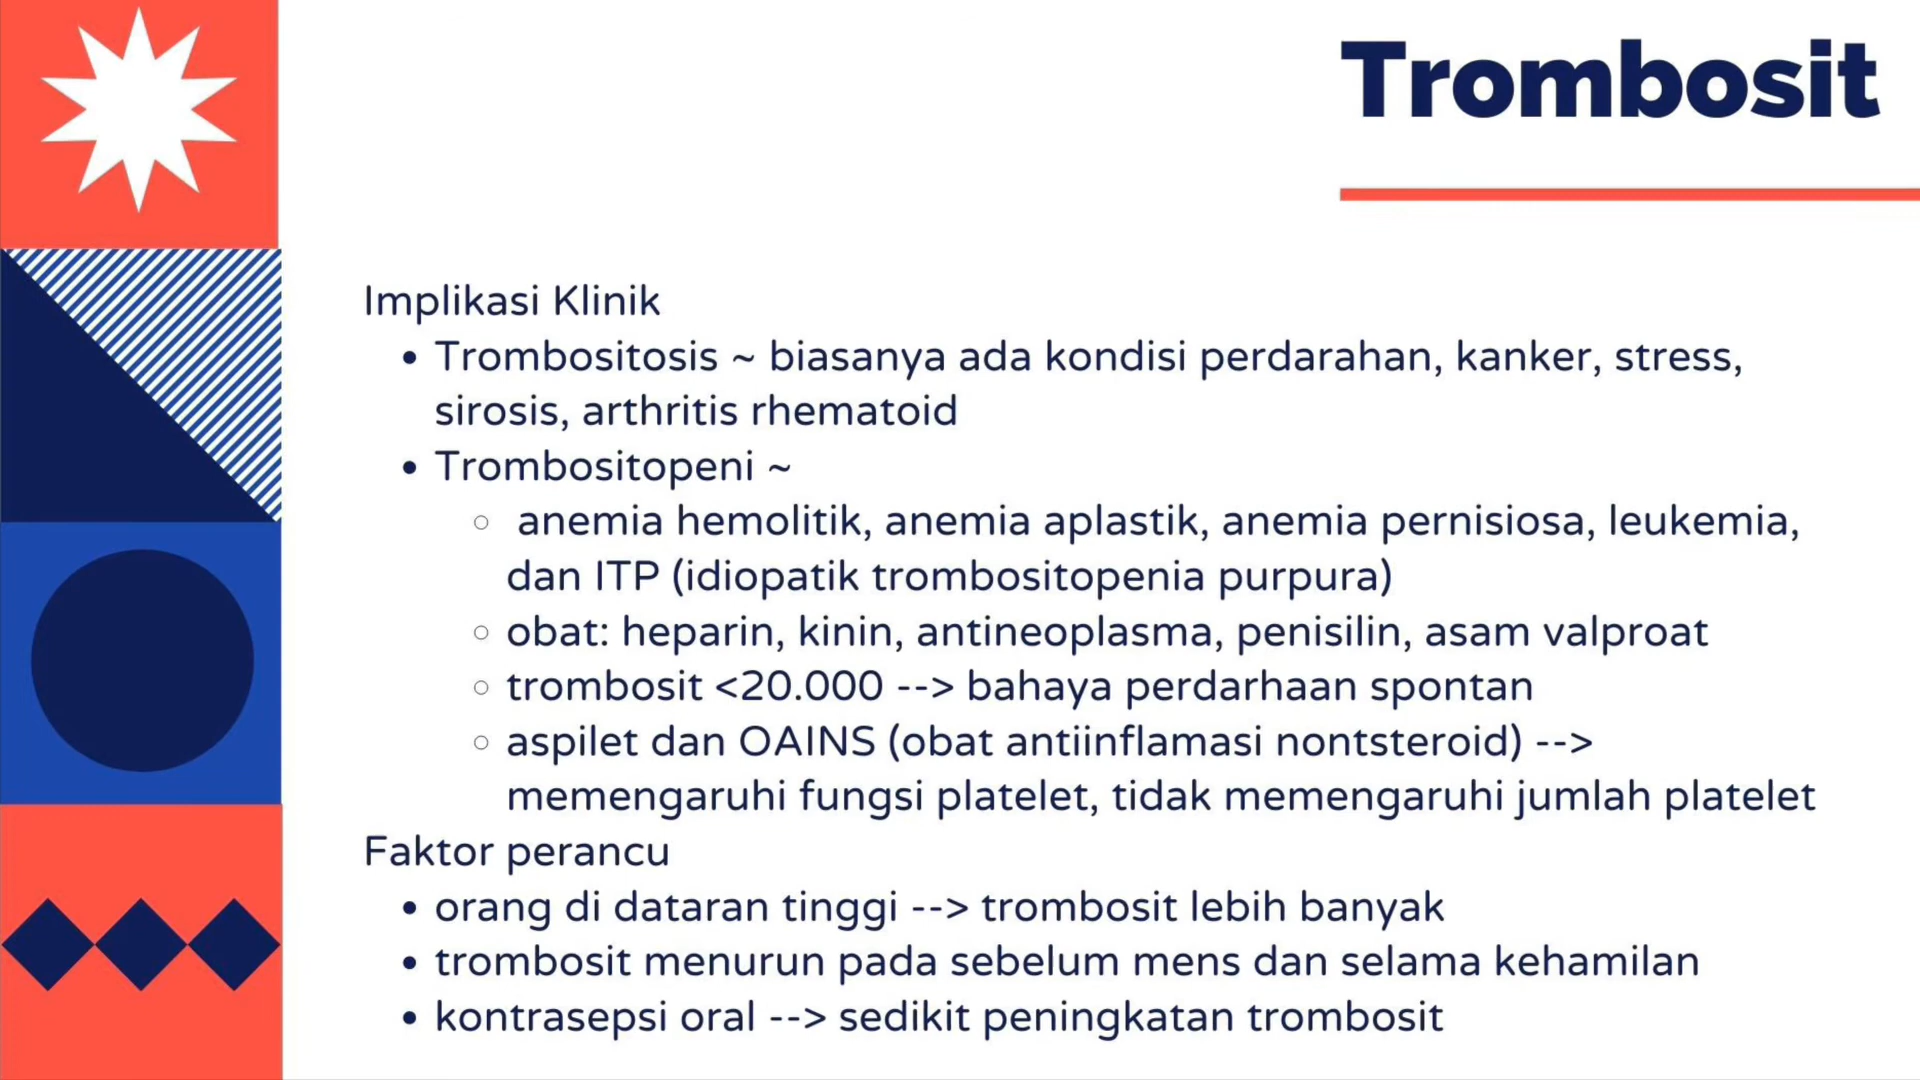 Trombosit
Implikasi Klinik
• Trombositosis ~ biasanya ada kondisi perdarahan, kanker, stress,
sirosis, arthritis rhematoid
• Trombositopeni ~
○ anemia hemolitik, anemia aplastik, anemia pernisiosa, leukemia,
dan ITP (idiopatik trombositopenia purpura)
○ obat: heparin, kinin, antineoplasma, penisilin, asam valproat
○ trombosit <20.000 --> bahaya perdarhaan spontan
○ aspilet dan OAINS (obat antiinflamasi nontsteroid) -->
memengaruhi fungsi platelet, tidak memengaruhi jumlah platelet
Faktor perancu
• orang di dataran tinggi --> trombosit lebih banyak
• trombosit menurun pada sebelum mens dan selama kehamilan
• kontrasepsi oral --> sedikit peningkatan trombosit